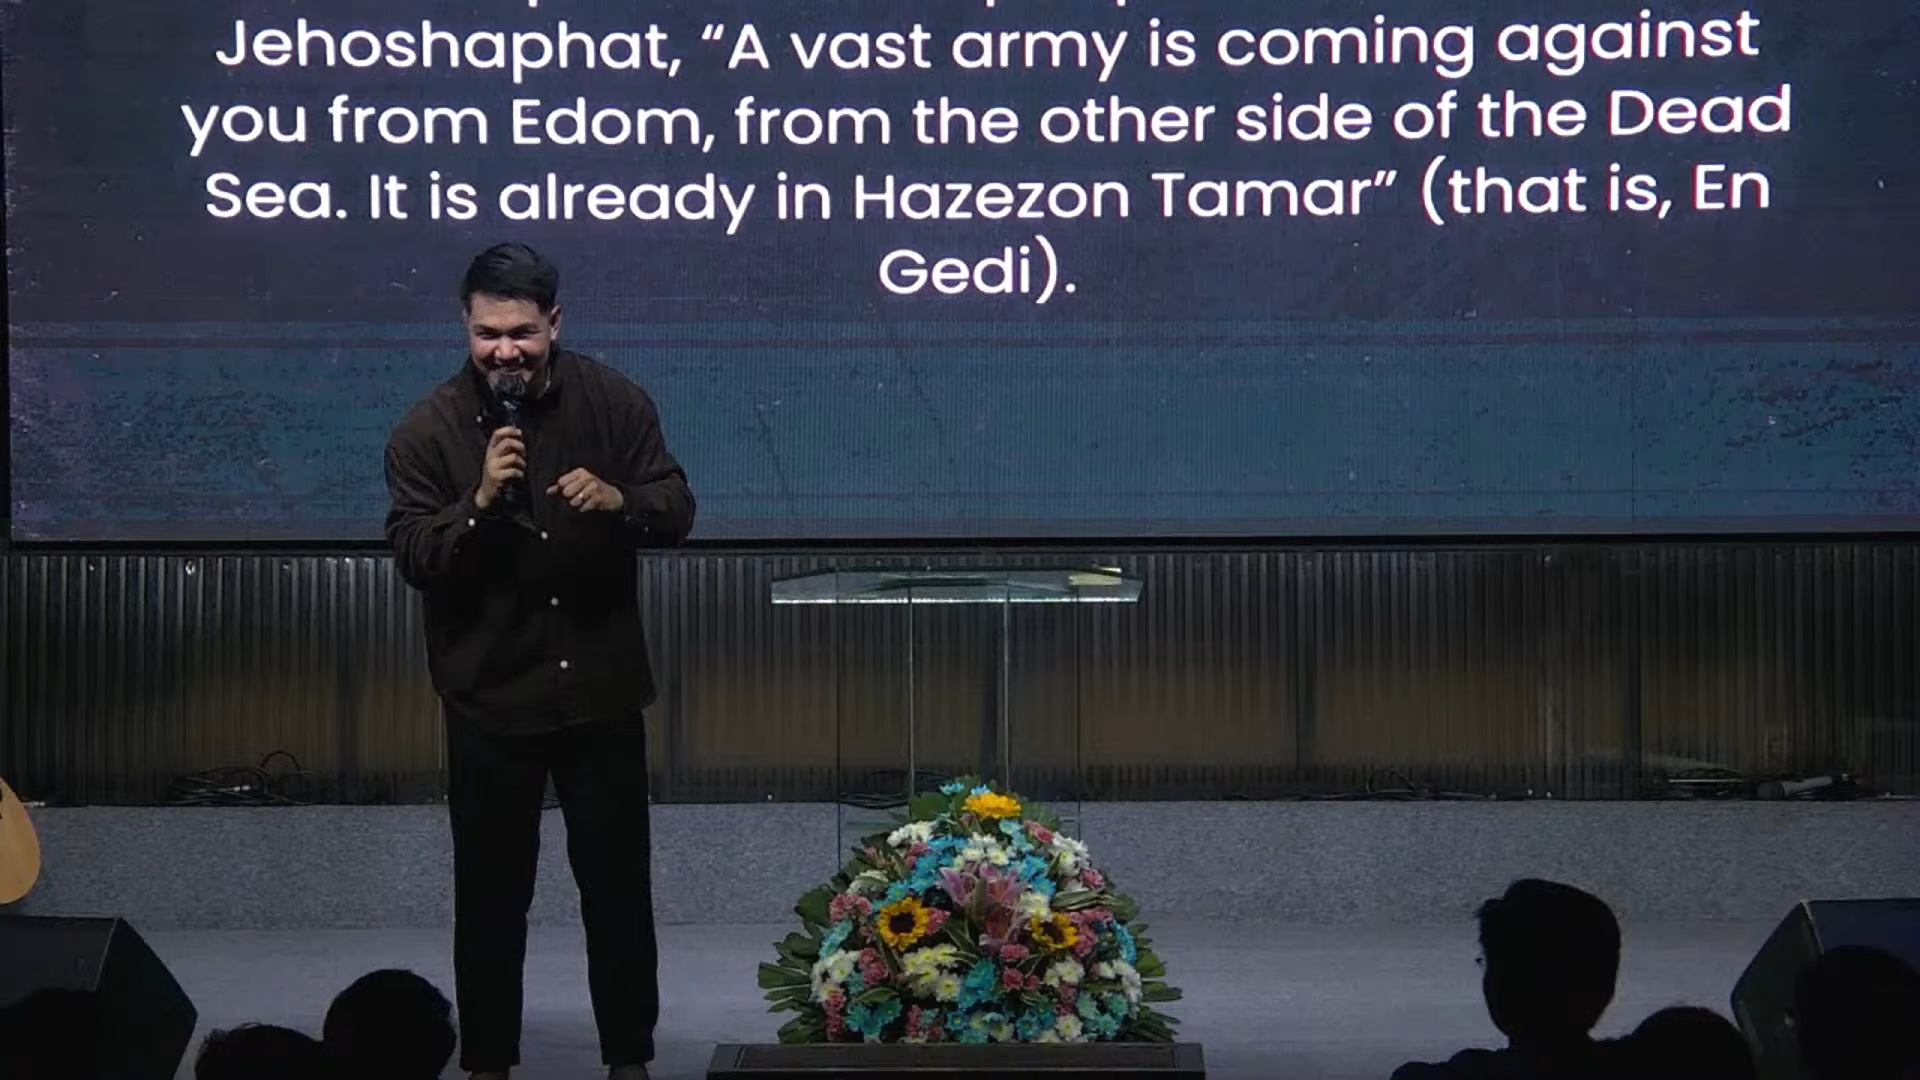 Jehoshaphat, “A vast army is coming against
you from Edom, from the other side of the Dead
Sea. It is already in Hazezon Tamar” (that is, En
Gedi).